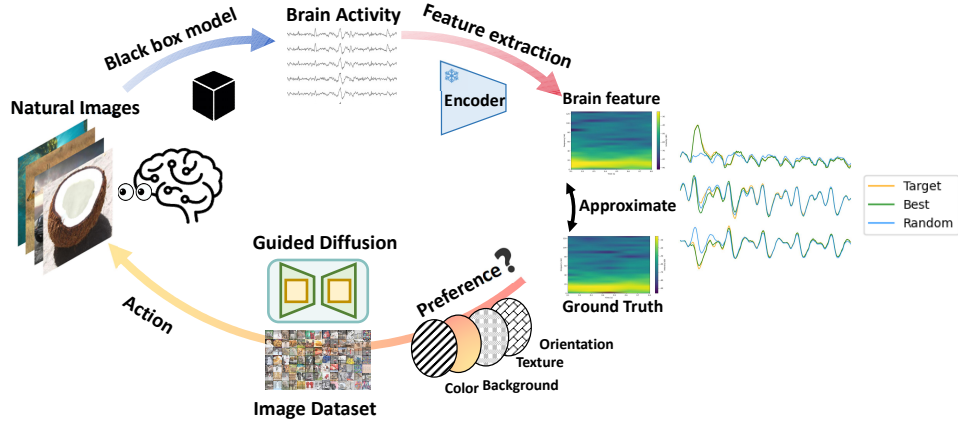 Brain Activity
Black box model
Feature extraction
Natural Images
Encoder
Brain feature
Target
Best
Random
Approximate
Guided Diffusion
Preference ?
Ground Truth
Action
Orientation
Texture
Color Background
Image Dataset